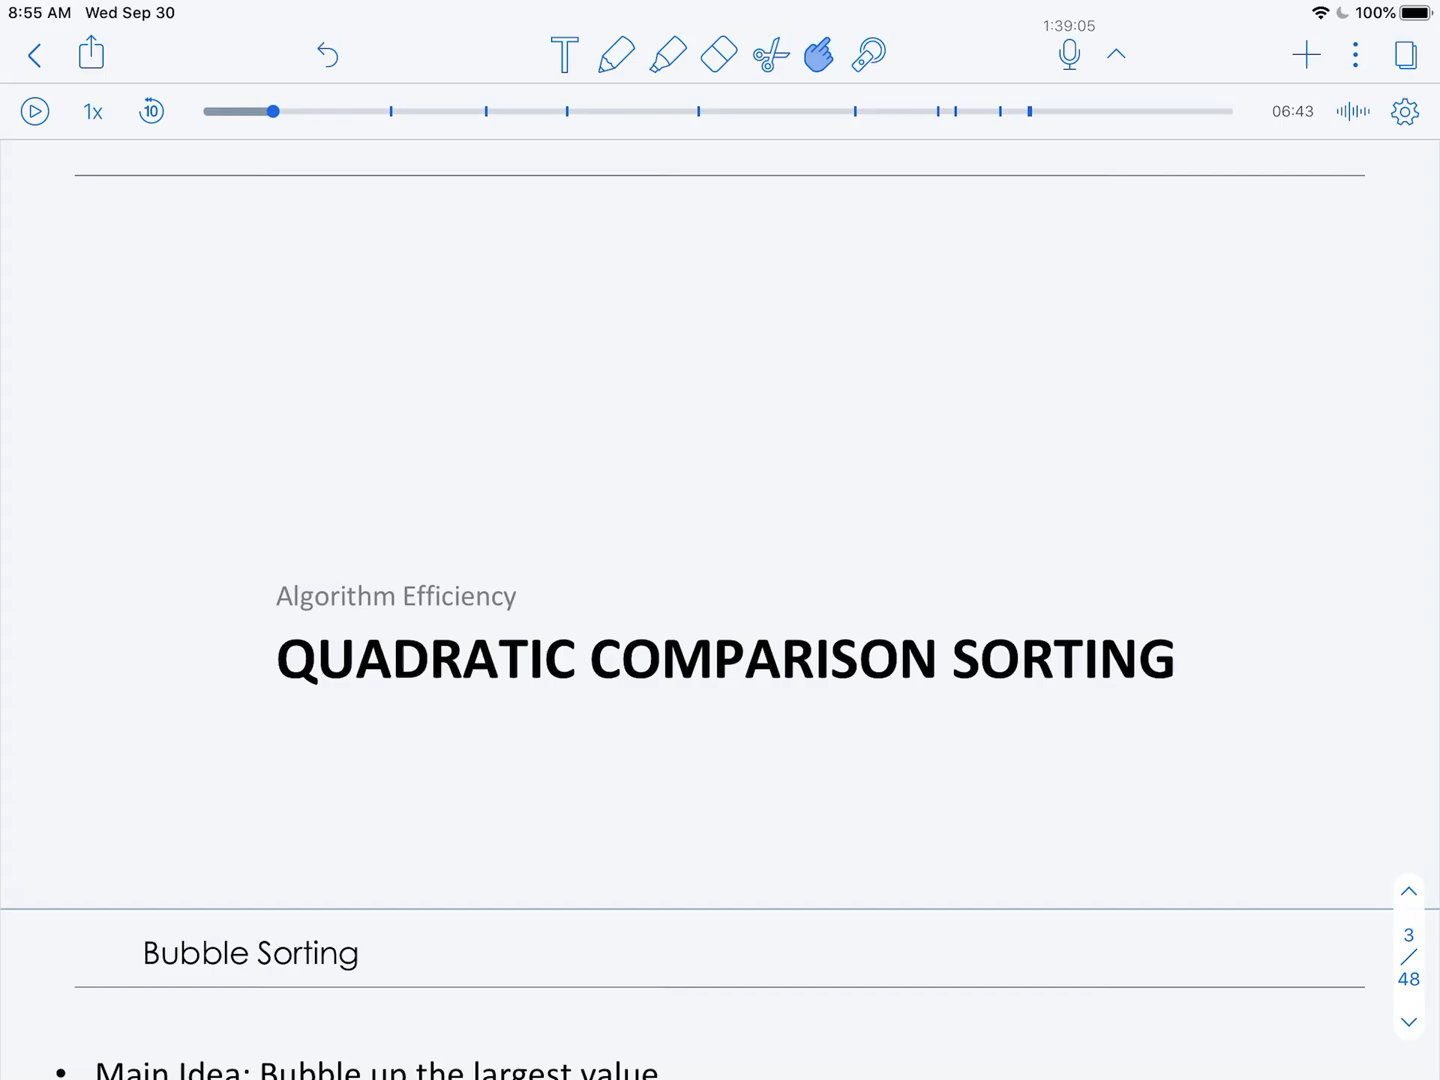 8:55 AM Wed Sep 30
100%
1:39:05
T
1x
10
06:43
Algorithm Efficiency
QUADRATIC COMPARISON SORTING
3
/
48
Bubble Sorting
• Main Idea: Bubble up the largest value